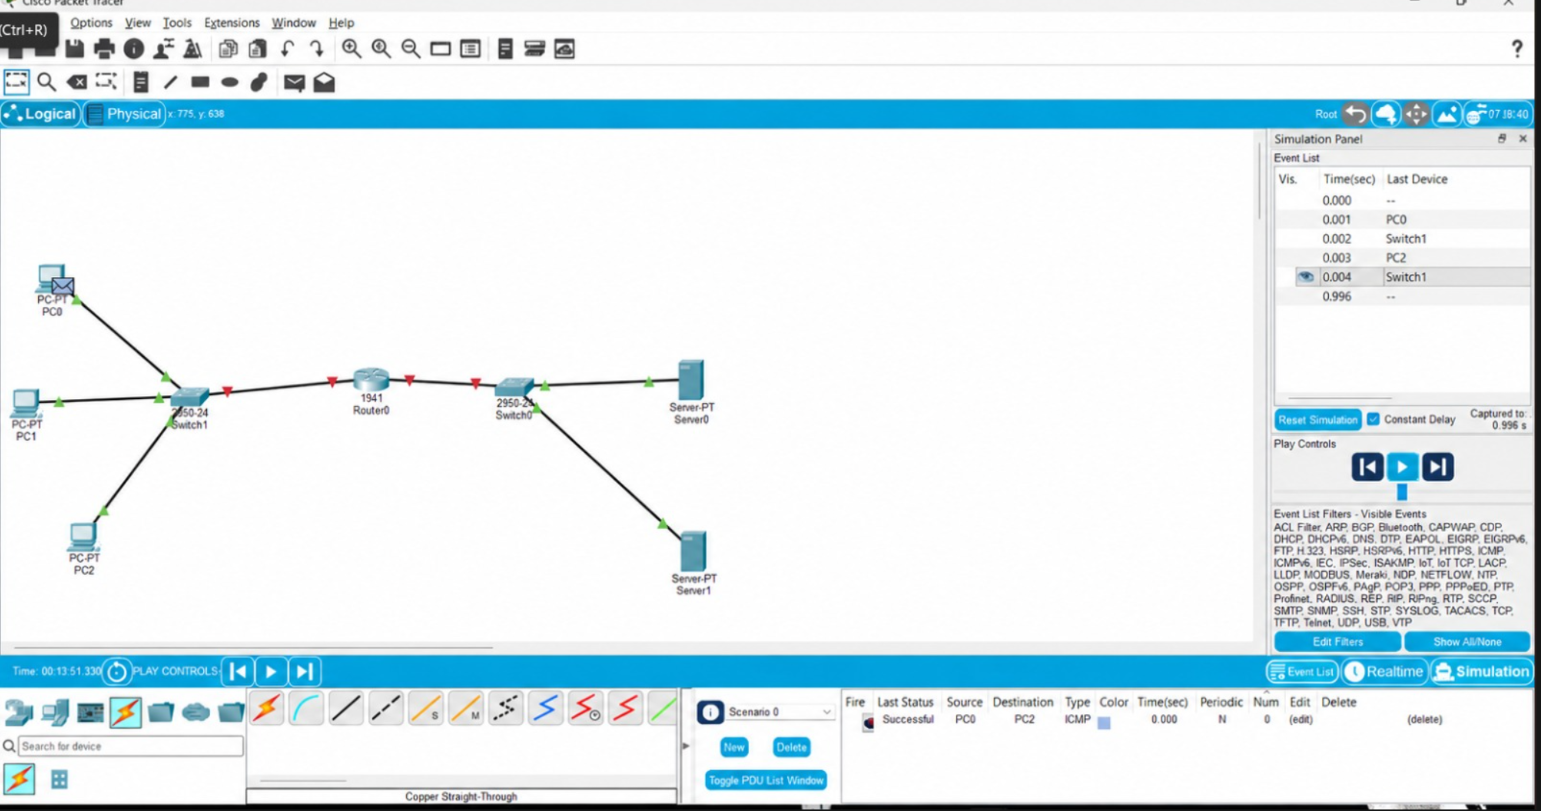 Cisco Packet Tracer
(Ctrl+R)
Options View Tools Extensions Window Help
?
Logical Physical x: 775, y: 638
Root 07:18:40
Simulation Panel
Event List
Vis. Time(sec) Last Device
0.000 --
0.001 PC0
0.002 Switch1
0.003 PC2
0.004 Switch1
0.996 --
PC-PT
PC0
PC-PT
PC1
2950-24
Switch1
1941
Router0
2950-24
Switch0
Server-PT
Server0
PC-PT
PC2
Server-PT
Server1
Reset Simulation Constant Delay Captured to:
0.996 s
Play Controls
Event List Filters - Visible Events
ACL Filter, ARP, BGP, Bluetooth, CAPWAP, CDP,
DHCP, DHCPv6, DNS, DTP, EAPOL, EIGRP, EIGRPv6,
FTP, H.323, HSRP, HSRPv6, HTTP, HTTPS, ICMP,
ICMPv6, IEC, IPSec, ISAKMP, IoT, IoT TCP, LACP,
LLDP, MODBUS, Meraki, NDP, NETFLOW, NTP,
OSPF, OSPFv6, PAgP, POP3, PPP, PPPoED, PTP,
Profinet, RADIUS, REP, RIP, RIPng, RTP, SCCP,
SMTP, SNMP, SSH, STP, SYSLOG, TACACS, TCP,
TFTP, Telnet, UDP, USB, VTP
Edit Filters Show All/None
Time: 00:13:51.330 PLAY CONTROLS:
Event List Realtime Simulation
S M
Search for device
Copper Straight-Through
Scenario 0
New Delete
Toggle PDU List Window
Fire Last Status Source Destination Type Color Time(sec) Periodic Num Edit Delete
Successful PC0 PC2 ICMP 0.000 N 0 (edit) (delete)